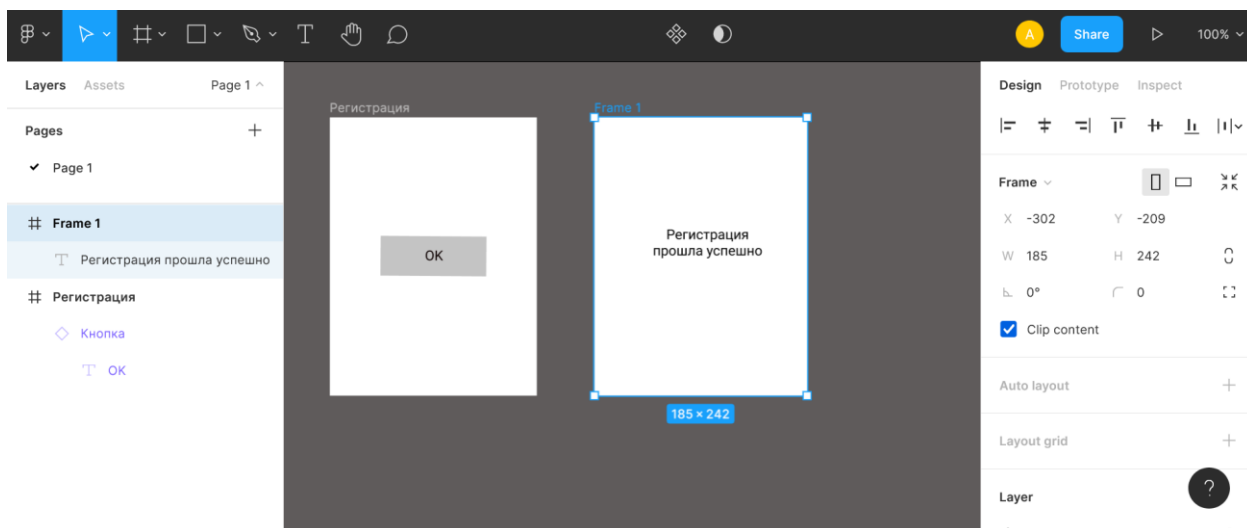 A
Share
100%
Layers Assets Page 1
Pages
Page 1
Frame 1
Регистрация прошла успешно
Регистрация
Кнопка
OK
Регистрация
OK
Frame 1
Регистрация
прошла успешно
185 × 242
Design Prototype Inspect
Frame
X -302 Y -209
W 185 H 242
0° 0
Clip content
Auto layout
Layout grid
Layer
?